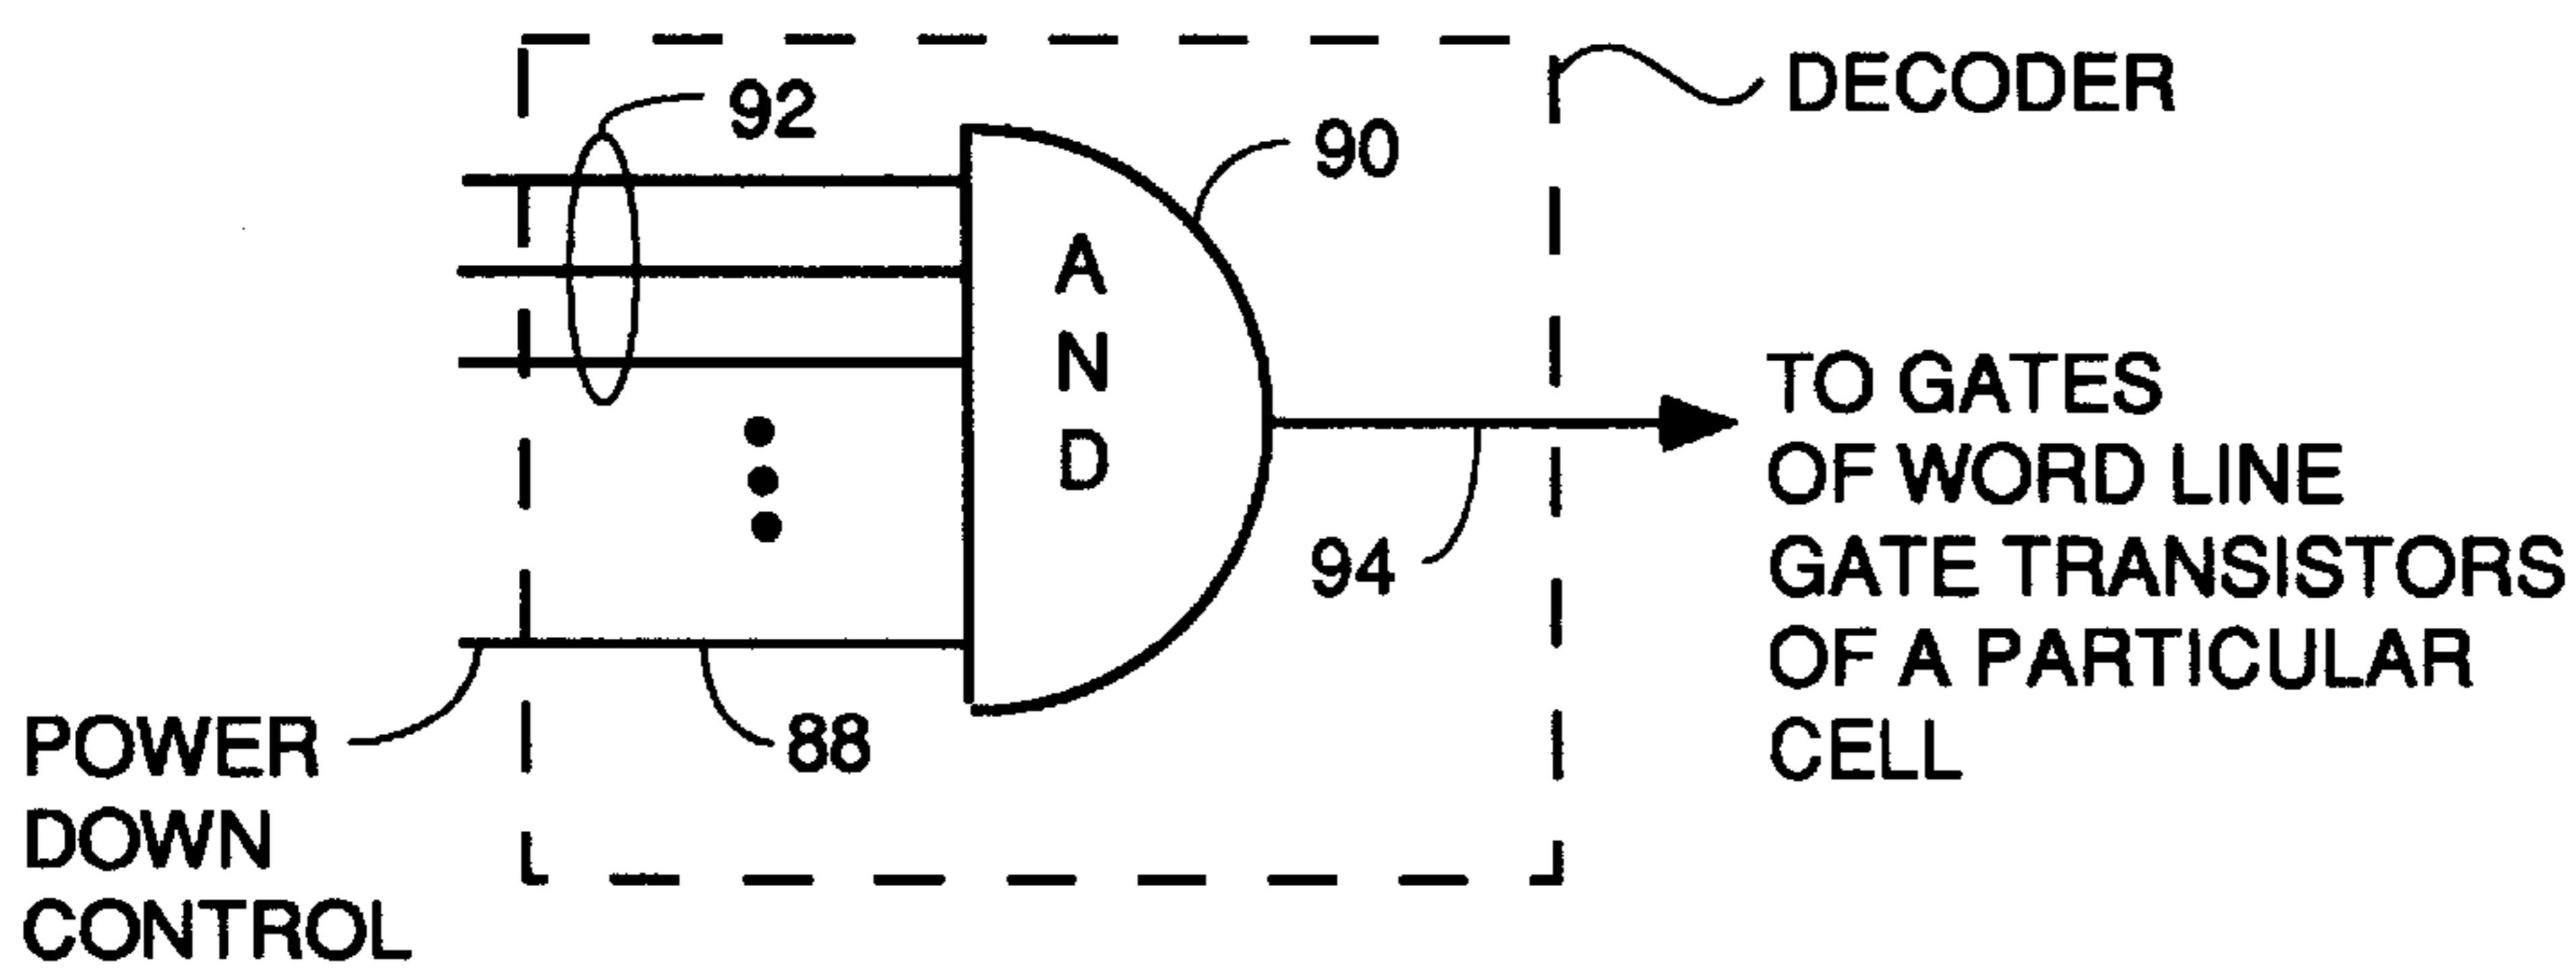 DECODER
92
90
A
N
D
TO GATES
OF WORD LINE
GATE TRANSISTORS
OF A PARTICULAR
CELL
94
88
POWER
DOWN
CONTROL